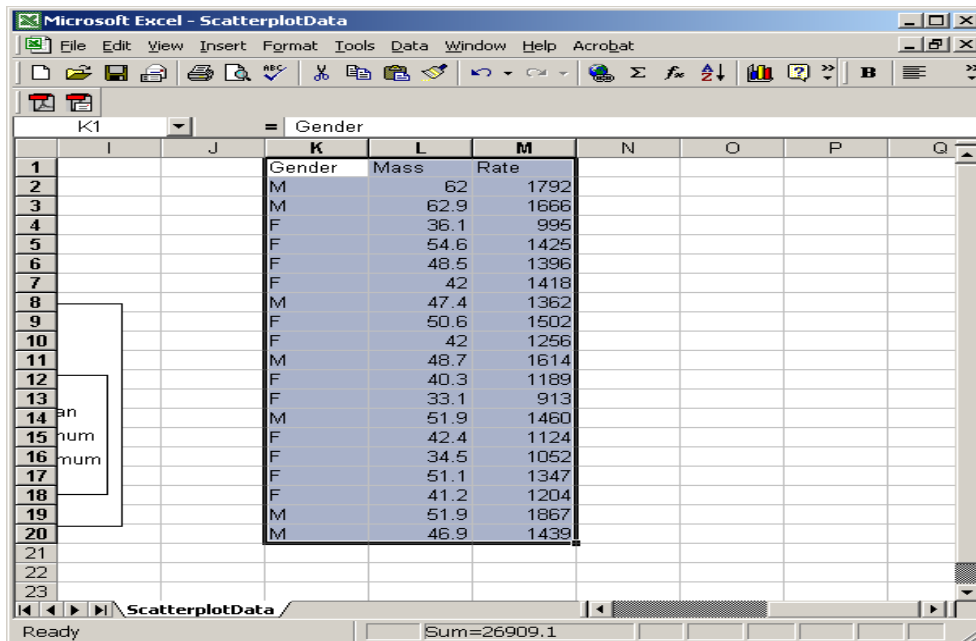 Microsoft Excel - ScatterplotData
File Edit View Insert Format Tools Data Window Help Acrobat
ABC Σ fx A Z ? » B »
K1 = Gender
I J K L M N O P Q
1 Gender Mass Rate
2 M 62 1792
3 M 62.9 1666
4 F 36.1 995
5 F 54.6 1425
6 F 48.5 1396
7 F 42 1418
8 M 47.4 1362
9 F 50.6 1502
10 F 42 1256
11 M 48.7 1614
12 F 40.3 1189
13 F 33.1 913
14 an M 51.9 1460
15 num F 42.4 1124
16 mum F 34.5 1052
17 F 51.1 1347
18 F 41.2 1204
19 M 51.9 1867
20 M 46.9 1439
21
22
23
ScatterplotData
Ready Sum=26909.1